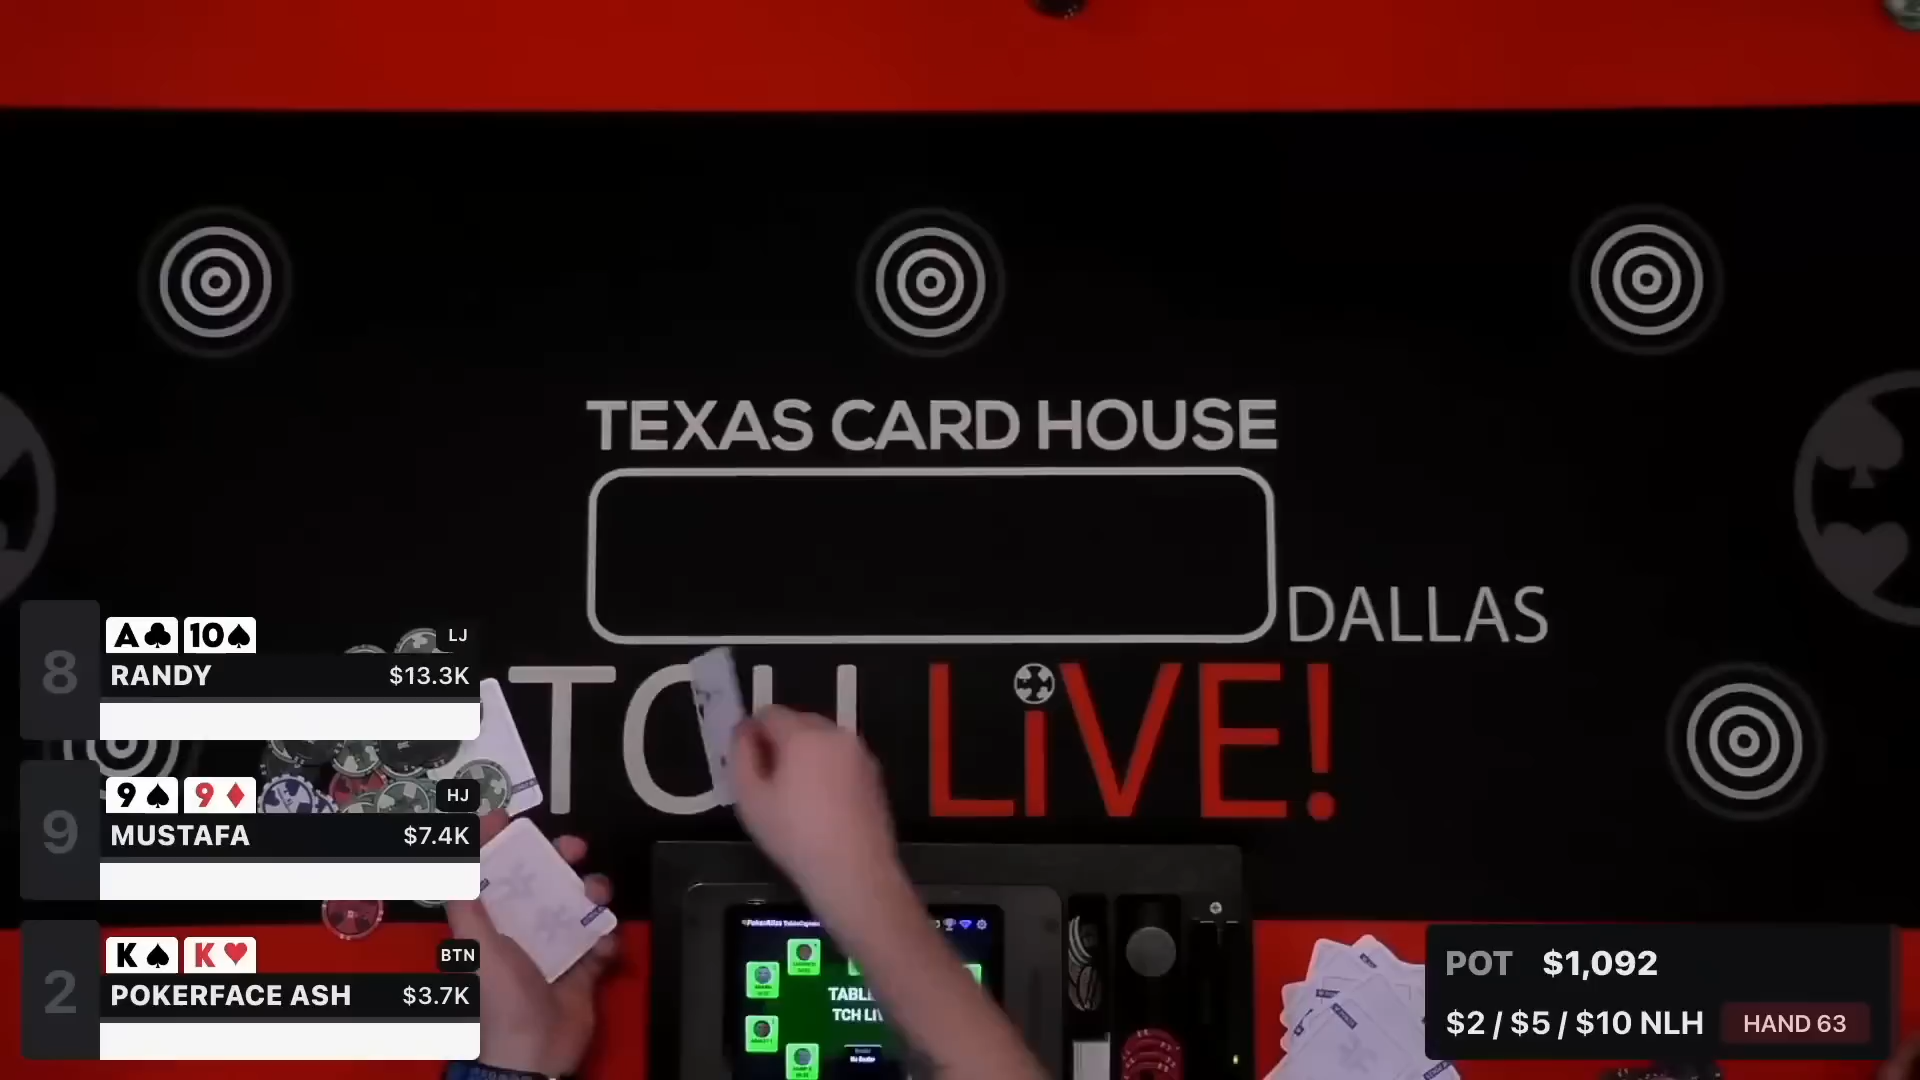 TEXAS CARD HOUSE
DALLAS
TCH LiVE!
8
A 10
LJ
RANDY $13.3K
9
9 9
HJ
MUSTAFA $7.4K
2
K K
BTN
POKERFACE ASH $3.7K
TABL
TCH LIV
POT $1,092
$2 / $5 / $10 NLH HAND 63